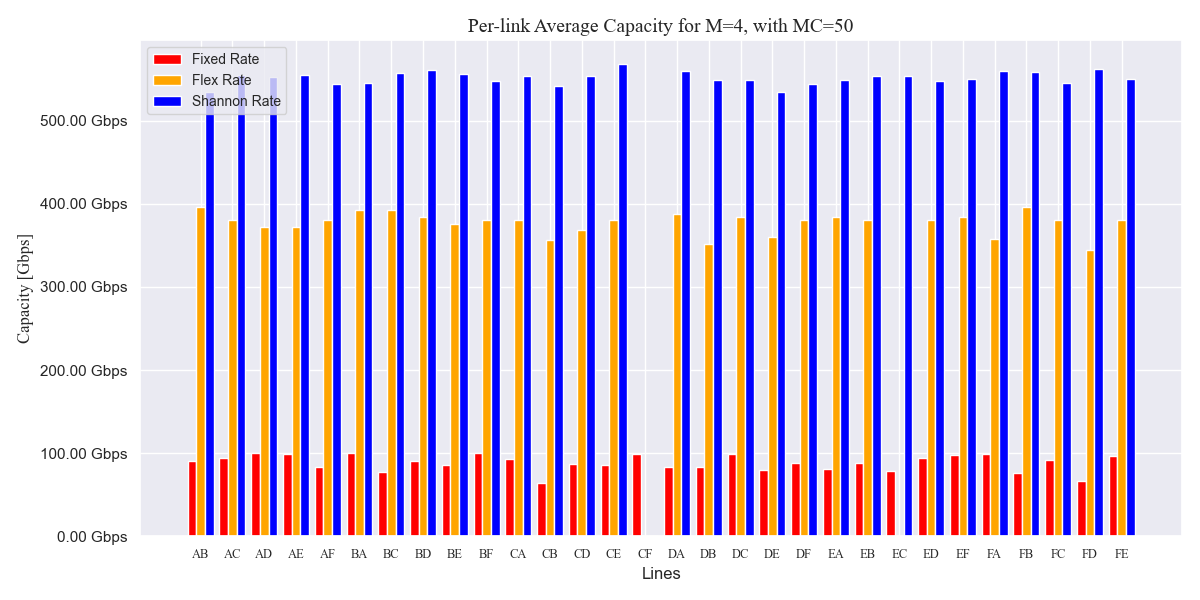 Per-link Average Capacity for M=4, with MC=50
Fixed Rate
Flex Rate
Shannon Rate
500.00 Gbps
400.00 Gbps
300.00 Gbps
200.00 Gbps
100.00 Gbps
0.00 Gbps
Capacity [Gbps]
AB AC AD AE AF BA BC BD BE BF CA CB CD CE CF DA DB DC DE DF EA EB EC ED EF FA FB FC FD FE
Lines